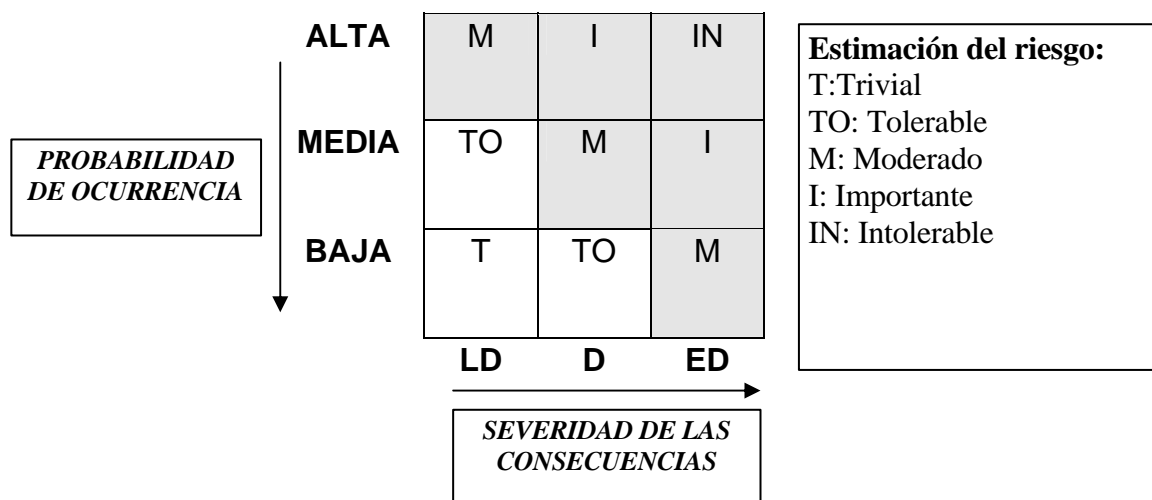 ALTA M I IN
MEDIA TO M I
BAJA T TO M
LD D ED
PROBABILIDAD
DE OCURRENCIA
SEVERIDAD DE LAS
CONSECUENCIAS
Estimación del riesgo:
T:Trivial
TO: Tolerable
M: Moderado
I: Importante
IN: Intolerable